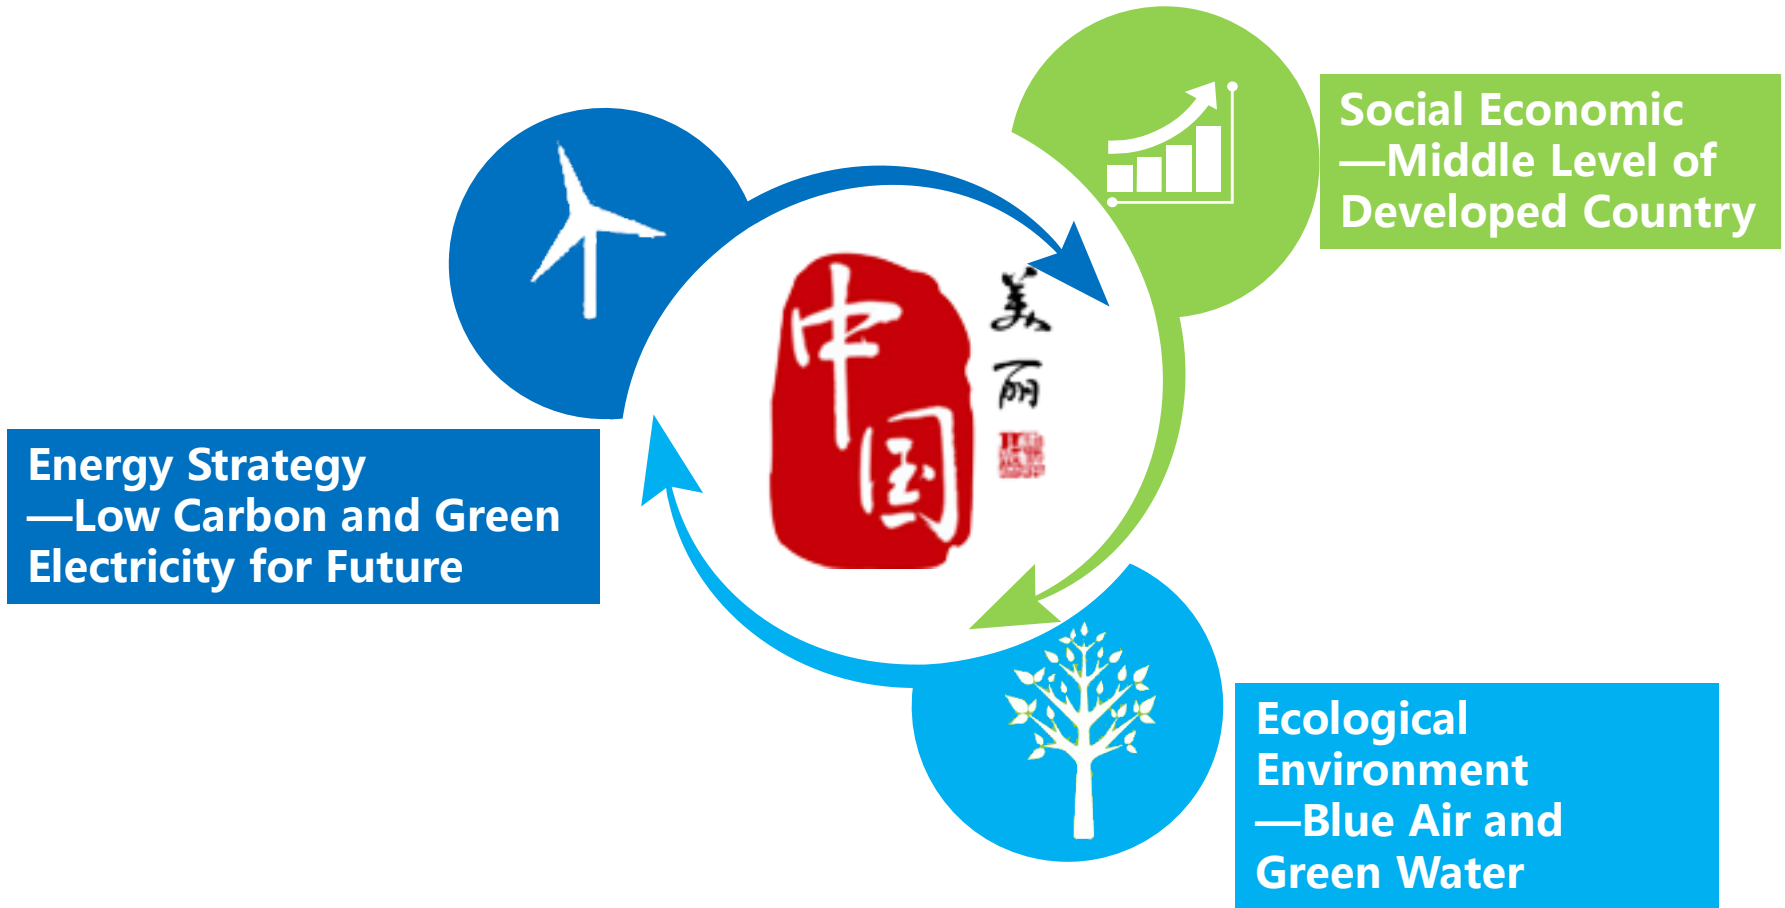 Social Economic
—Middle Level of
Developed Country
中国
美丽
Energy Strategy
—Low Carbon and Green
Electricity for Future
Ecological
Environment
—Blue Air and
Green Water